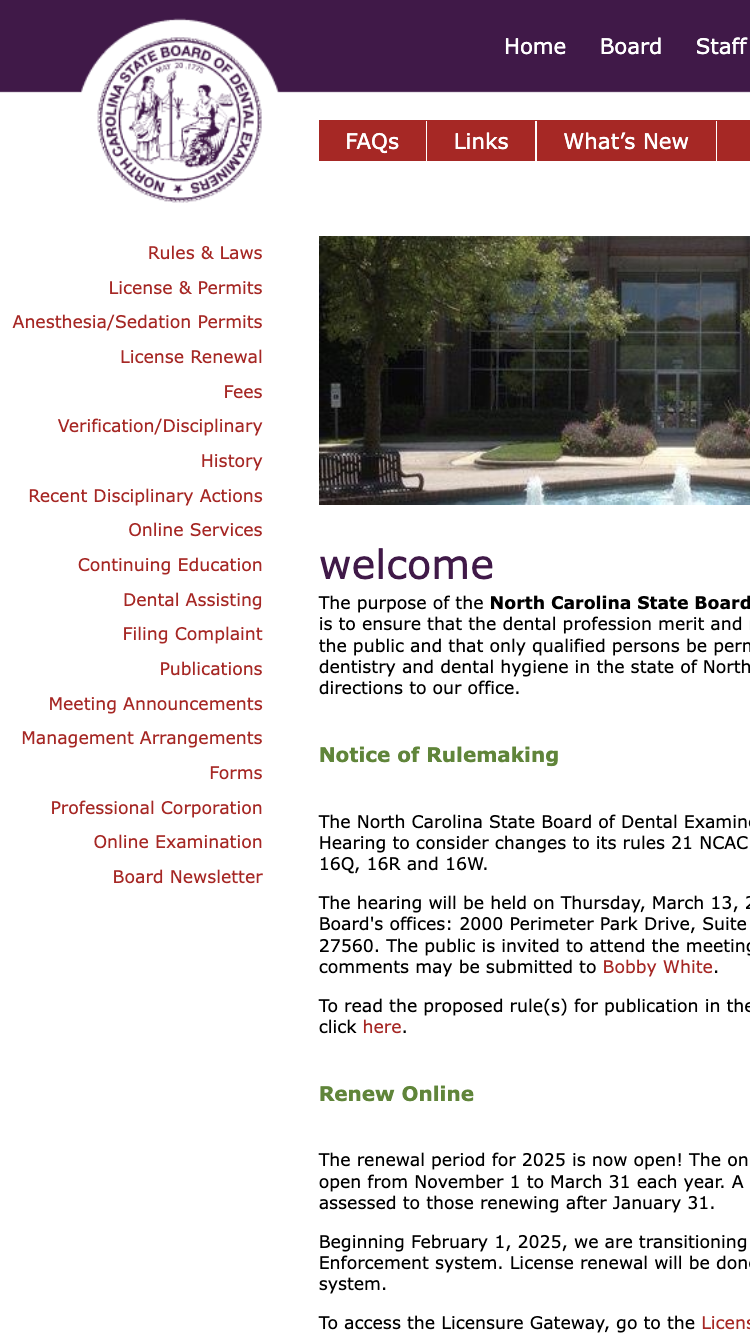 Home Board Staff
NORTH CAROLINA STATE BOARD OF DENTAL EXAMINERS
MAY 20, 1775
FAQs Links What’s New
Rules & Laws
License & Permits
Anesthesia/Sedation Permits
License Renewal
Fees
Verification/Disciplinary
History
Recent Disciplinary Actions
Online Services
Continuing Education
Dental Assisting
Filing Complaint
Publications
Meeting Announcements
Management Arrangements
Forms
Professional Corporation
Online Examination
Board Newsletter
welcome
The purpose of the North Carolina State Board
is to ensure that the dental profession merit and
the public and that only qualified persons be perm
dentistry and dental hygiene in the state of North
directions to our office.
Notice of Rulemaking
The North Carolina State Board of Dental Examine
Hearing to consider changes to its rules 21 NCAC
16Q, 16R and 16W.
The hearing will be held on Thursday, March 13, 2
Board's offices: 2000 Perimeter Park Drive, Suite
27560. The public is invited to attend the meeting
comments may be submitted to Bobby White.
To read the proposed rule(s) for publication in the
click here.
Renew Online
The renewal period for 2025 is now open! The on
open from November 1 to March 31 each year. A
assessed to those renewing after January 31.
Beginning February 1, 2025, we are transitioning
Enforcement system. License renewal will be done
system.
To access the Licensure Gateway, go to the Licens